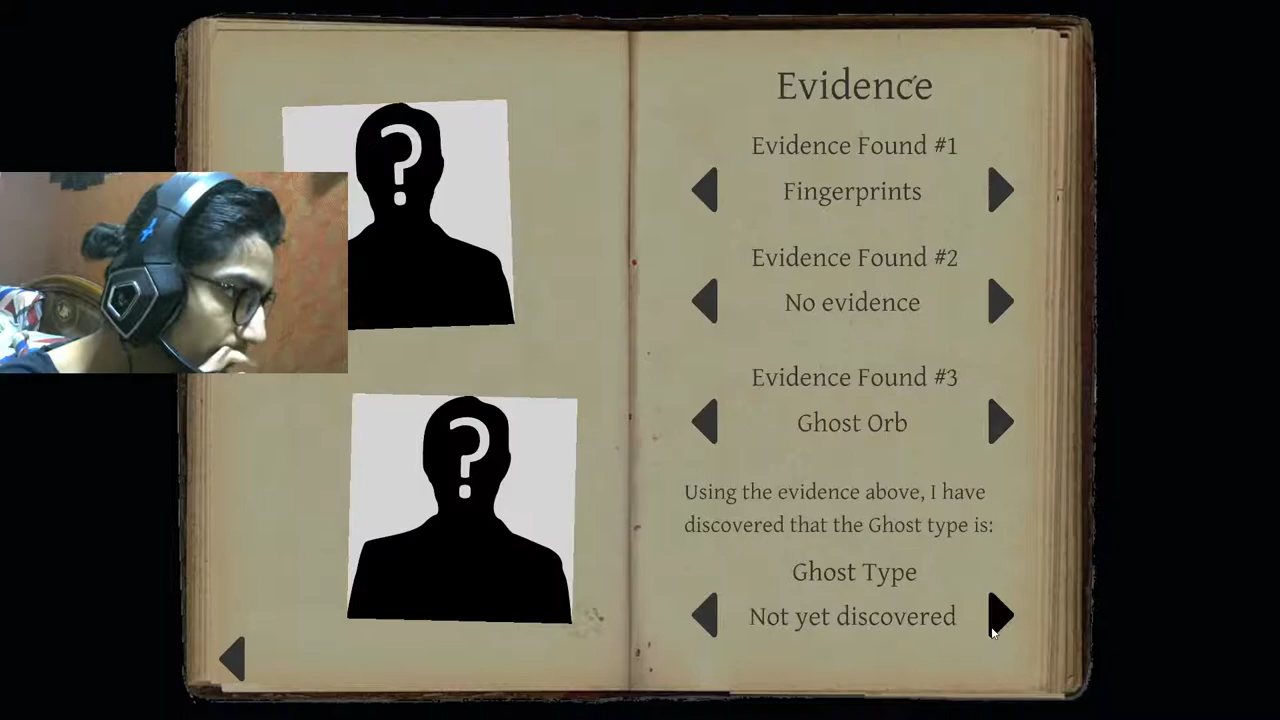 ?
?
Evidence
Evidence Found #1
Fingerprints
Evidence Found #2
No evidence
Evidence Found #3
Ghost Orb
Using the evidence above, I have
discovered that the Ghost type is:
Ghost Type
Not yet discovered